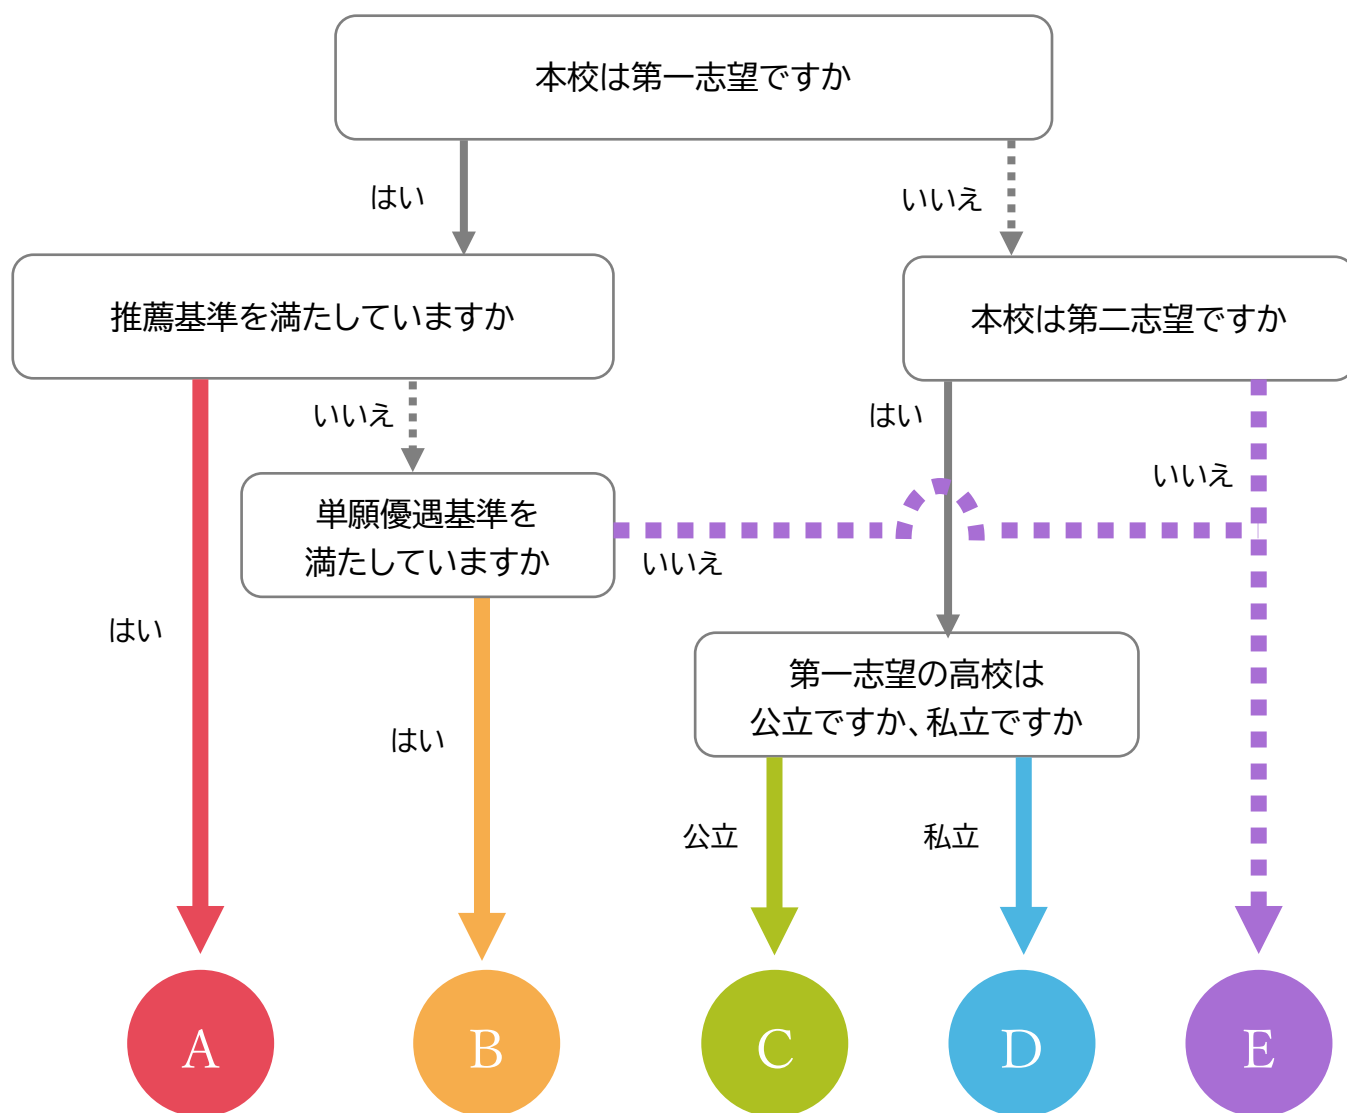 本校は第一志望ですか
はい
いいえ
推薦基準を満たしていますか
本校は第二志望ですか
いいえ
はい
いいえ
単願優遇基準を
満たしていますか
いいえ
はい
第一志望の高校は
公立ですか、私立ですか
はい
公立
私立
A
B
C
D
E